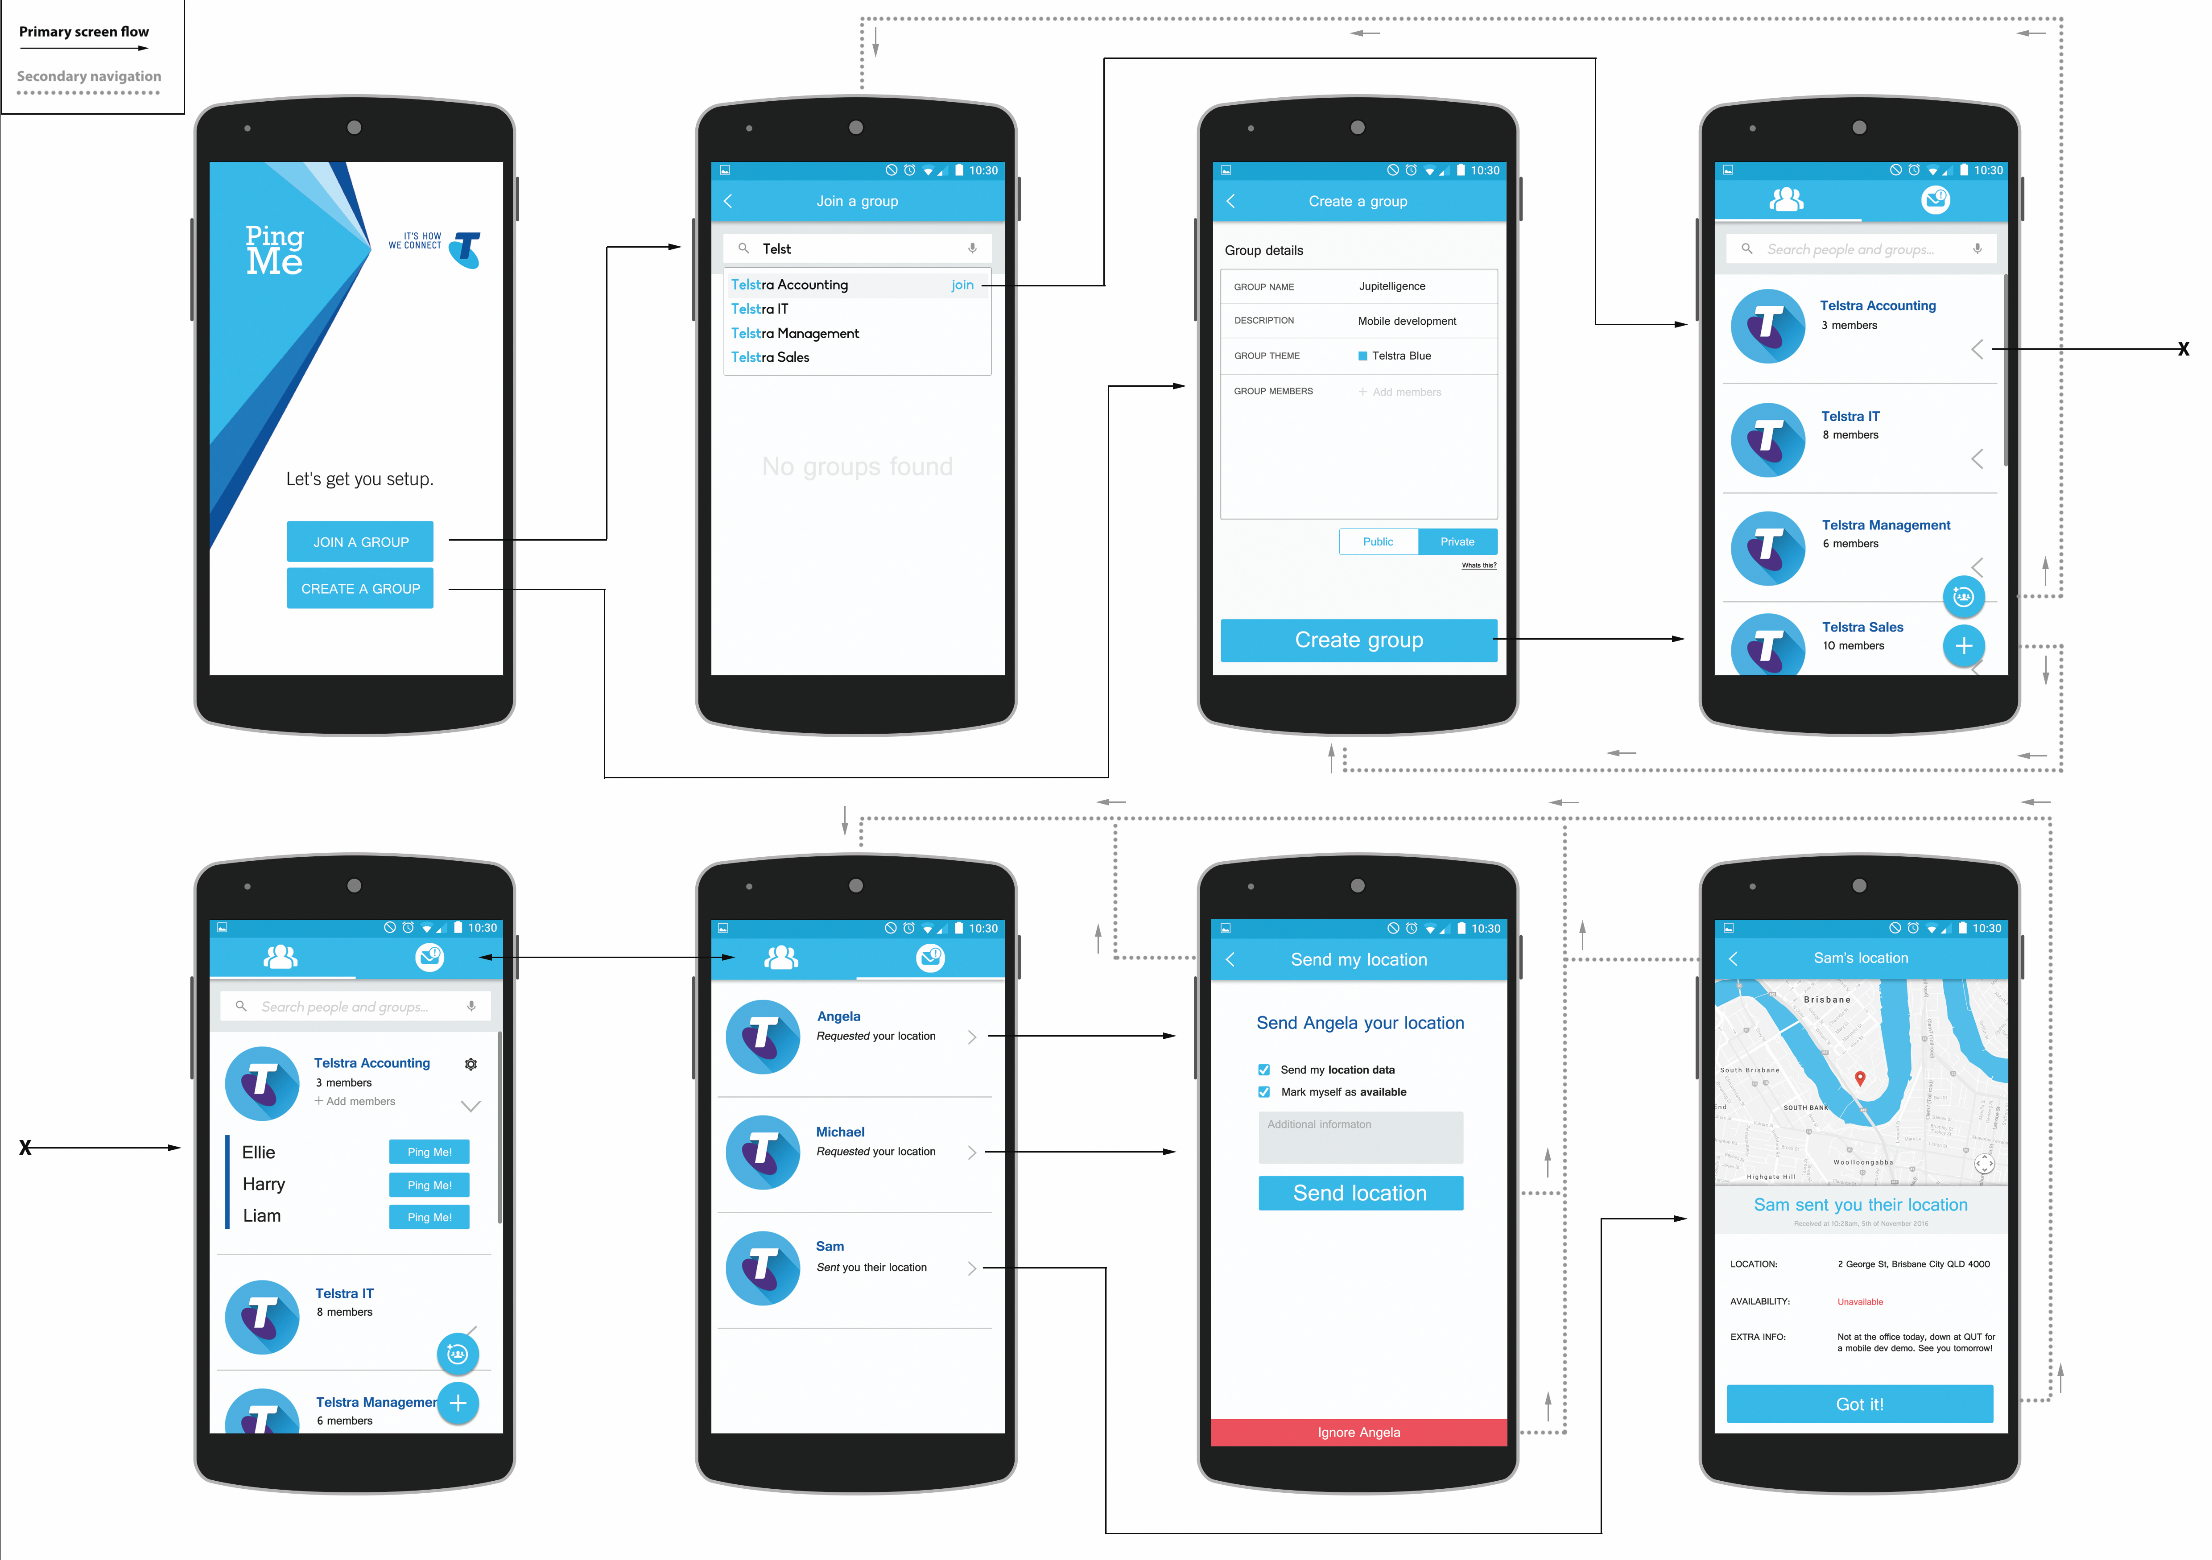 Primary screen flow
Secondary navigation
Ping
Me
IT'S HOW
WE CONNECT
Let's get you setup.
JOIN A GROUP
CREATE A GROUP
10:30
Join a group
Telst
Telstra Accounting join
Telstra IT
Telstra Management
Telstra Sales
No groups found
10:30
Create a group
Group details
GROUP NAME Jupitelligence
DESCRIPTION Mobile development
GROUP THEME Telstra Blue
GROUP MEMBERS + Add members
Public Private
Whats this?
Create group
10:30
Search people and groups...
Telstra Accounting
3 members
Telstra IT
8 members
Telstra Management
6 members
Telstra Sales
10 members
X
X
10:30
Search people and groups...
Telstra Accounting
3 members
+ Add members
Ellie Ping Me!
Harry Ping Me!
Liam Ping Me!
Telstra IT
8 members
Telstra Managemer
6 members
10:30
Angela
Requested your location
Michael
Requested your location
Sam
Sent you their location
10:30
Send my location
Send Angela your location
Send my location data
Mark myself as available
Additional informaton
Send location
Ignore Angela
10:30
Sam's location
Brisbane
South Brisbane
End
SOUTH BANK
Woolloongabba
Highgate Hill
Sam sent you their location
Received at 10:28am, 5th of November 2016
LOCATION: 2 George St, Brisbane City QLD 4000
AVAILABILITY: Unavailable
EXTRA INFO: Not at the office today, down at QUT for
a mobile dev demo. See you tomorrow!
Got it!